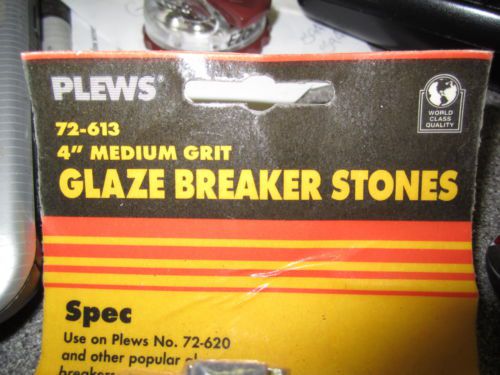 PLEWS®
WORLD
CLASS
QUALITY
72-613
4" MEDIUM GRIT
GLAZE BREAKER STONES
Spec
Use on Plews No. 72-620
and other popular
breakers